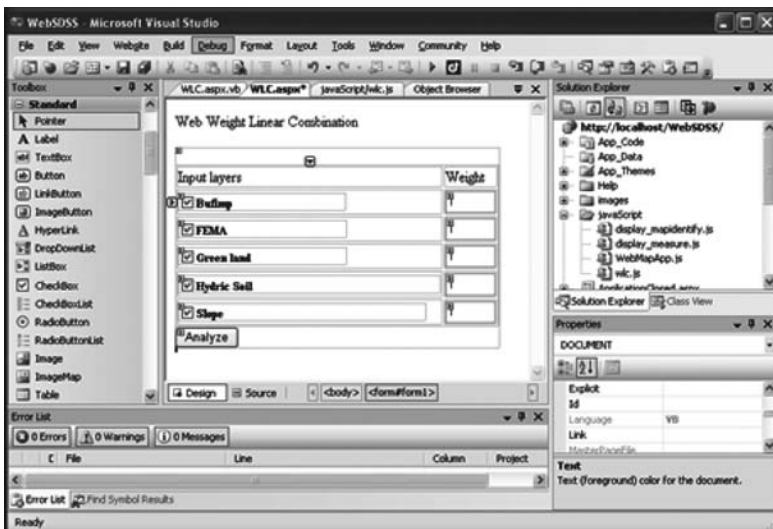 WebSDSS - Microsoft Visual Studio
File Edit View Website Build Debug Format Layout Tools Window Community Help
Toolbox
Standard
Pointer
A Label
TextBox
Button
LinkButton
ImageButton
A HyperLink
DropDownList
ListBox
CheckBox
CheckBoxList
RadioButton
RadioButtonList
Image
ImageMap
Table
WLC.aspx.vb WLC.aspx* javaScript/wlc.js Object Browser
Web Weight Linear Combination
Input layers Weight
FEMA
Green land
Hydric Soil
Slope
Analyze
Design Source <body> <form#form1>
Solution Explorer
http://localhost/WebSDSS/
App_Code
App_Data
App_Themes
Help
images
javaScript
display_mapidentify.js
display_measure.js
WebMapApp.js
wlc.js
ApplicationClosed.aspx
Solution Explorer Class View
Properties
DOCUMENT
Explicit
Id
Language VB
Link
MasterPageFile
Text
Text (foreground) color for the document.
Error List
0 Errors 0 Warnings 0 Messages
File Line Column Project
Error List Find Symbol Results
Ready